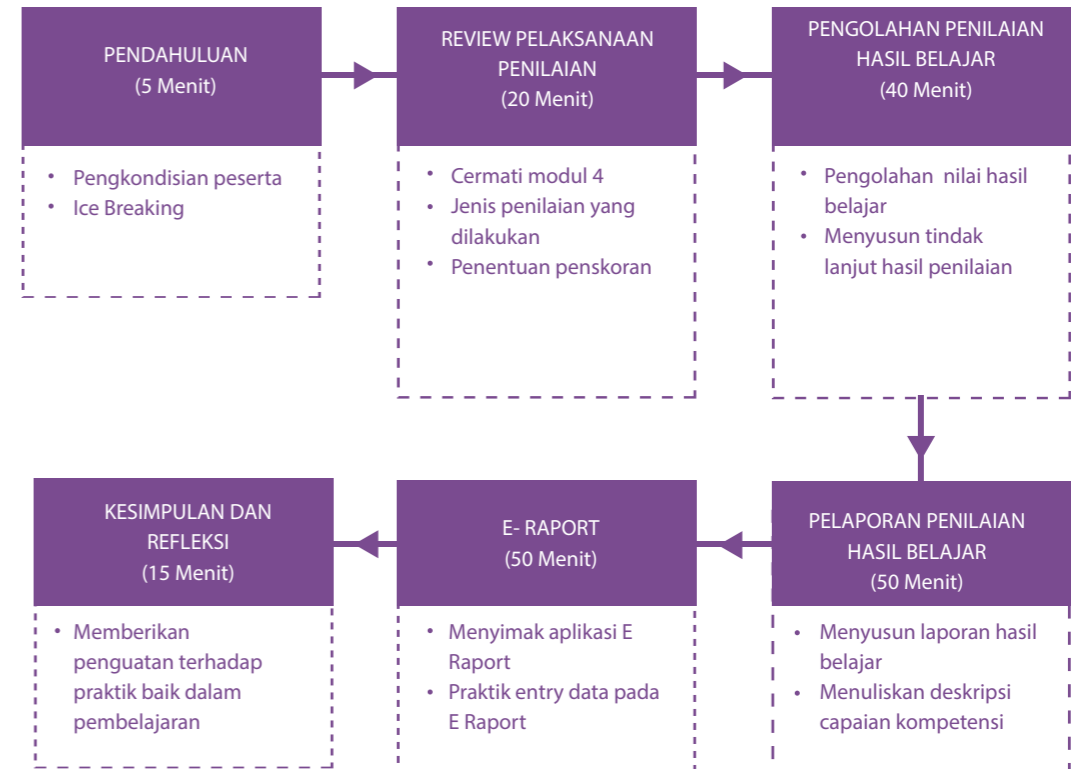 PENDAHULUAN
(5 Menit)
• Pengkondisian peserta
• Ice Breaking
REVIEW PELAKSANAAN
PENILAIAN
(20 Menit)
• Cermati modul 4
• Jenis penilaian yang
dilakukan
• Penentuan penskoran
PENGOLAHAN PENILAIAN
HASIL BELAJAR
(40 Menit)
• Pengolahan nilai hasil
belajar
• Menyusun tindak
lanjut hasil penilaian
PELAPORAN PENILAIAN
HASIL BELAJAR
(50 Menit)
• Menyusun laporan hasil
belajar
• Menuliskan deskripsi
capaian kompetensi
E- RAPORT
(50 Menit)
• Menyimak aplikasi E
Raport
• Praktik entry data pada
E Raport
KESIMPULAN DAN
REFLEKSI
(15 Menit)
• Memberikan
penguatan terhadap
praktik baik dalam
pembelajaran